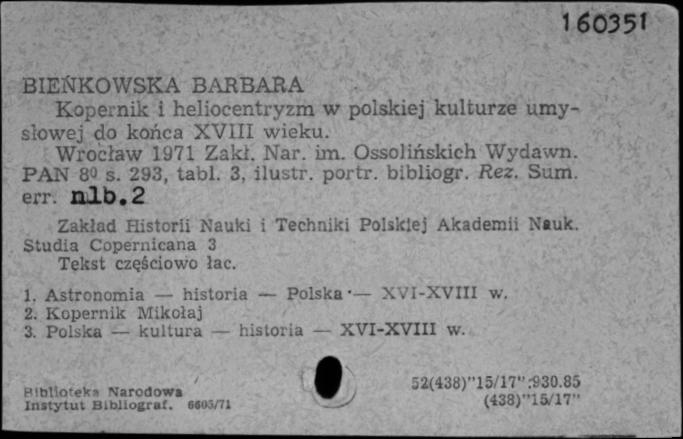 160351
BIEŃKOWSKA BARBARA
Kopernik i heliocentryzm w polskiej kulturze umy-
słowej do końca XVIII wieku.
Wrocław 1971 Zakł. Nar. im. Ossolińskich Wydawn.
PAN 8º s. 293, tabl. 3, ilustr. portr. bibliogr. Rez. Sum.
err. nlb. 2
Zakład Historii Nauki i Techniki Polskiej Akademii Nauk.
Studia Copernicana 3
Tekst częściowo łac.
1. Astronomia — historia — Polska — XVI-XVIII w.
2. Kopernik Mikołaj
3. Polska — kultura — historia — XVI-XVIII w.
52(438)"15/17":930.85
(438)"15/17"
Biblioteka Narodowa
Instytut Bibliograf. 6605/71